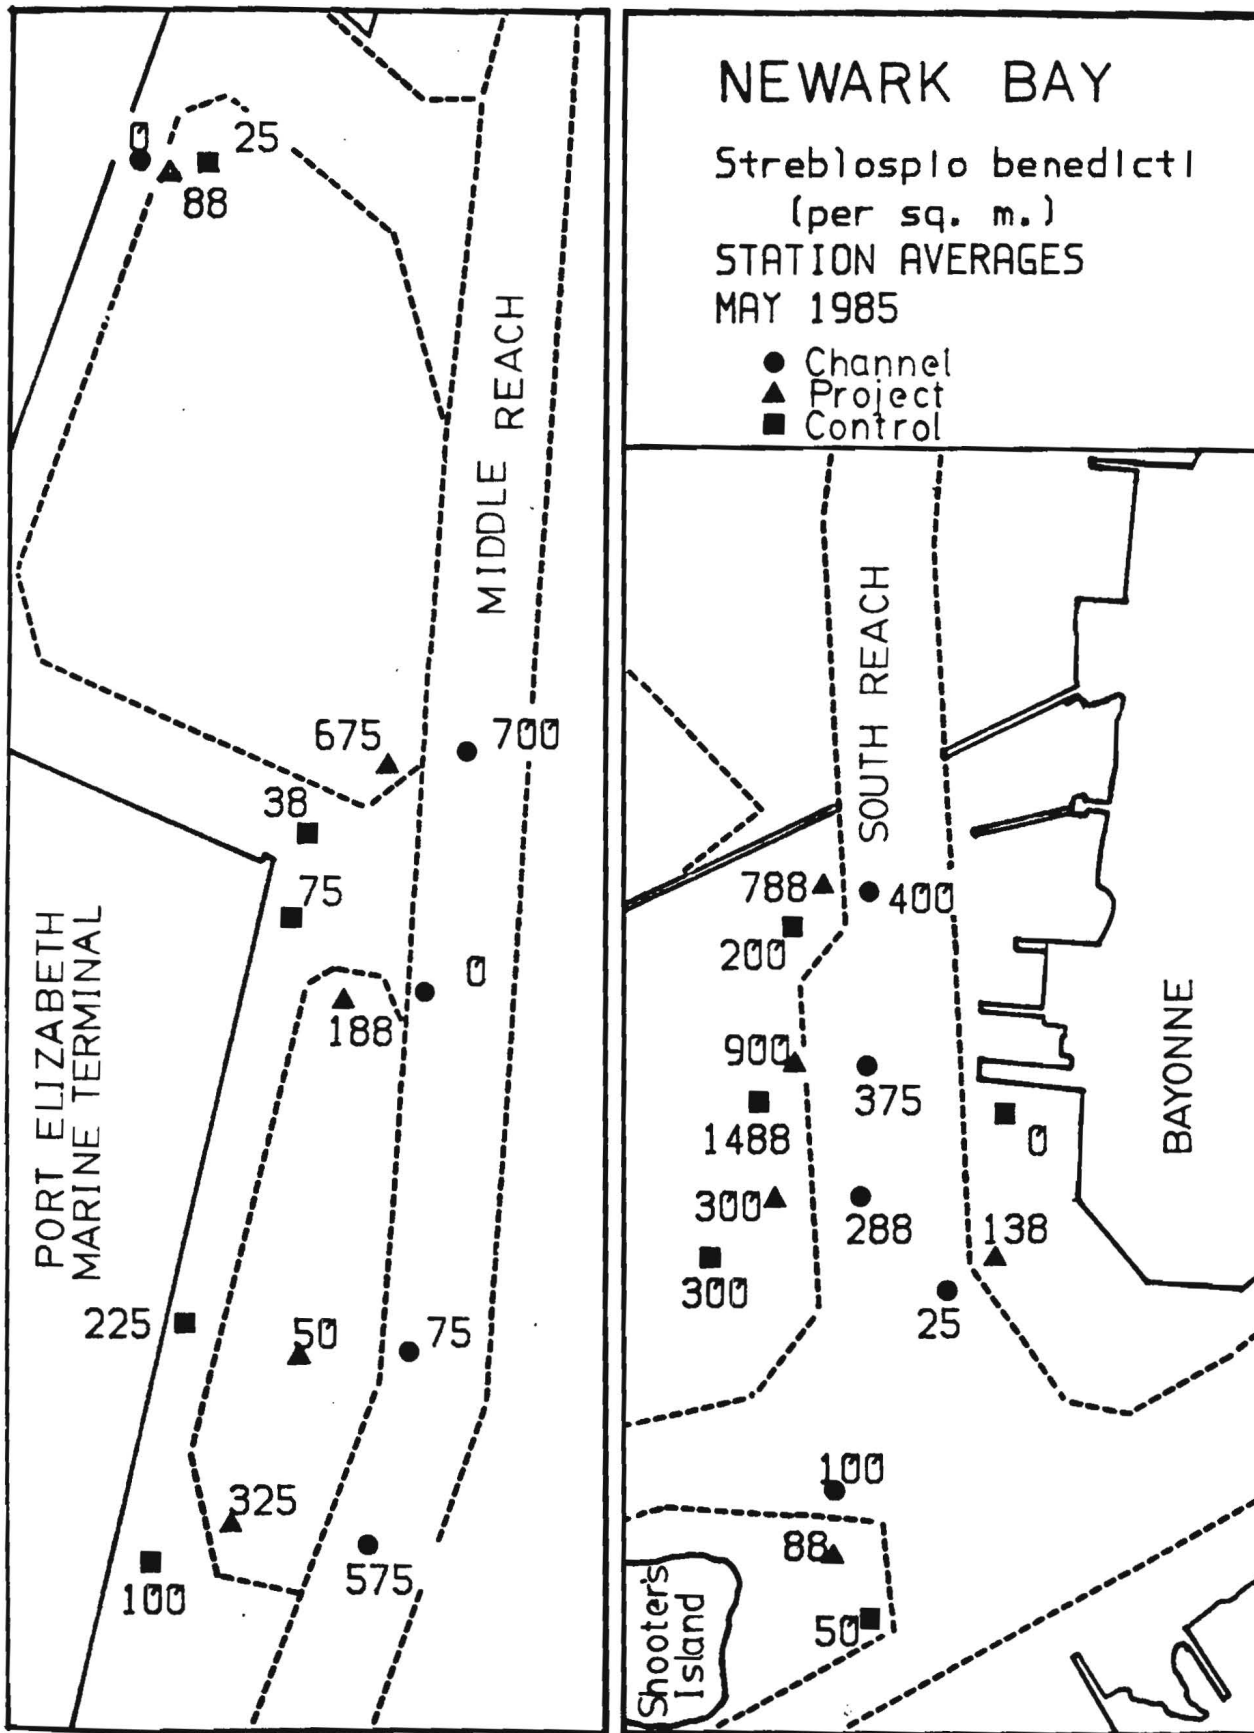 NEWARK BAY
Streblospio benedicti
(per sq. m.)
STATION AVERAGES
MAY 1985
Channel
Project
Control
0
25
88
MIDDLE REACH
675
700
38
75
0
188
PORT ELIZABETH
MARINE TERMINAL
225
50
75
325
575
100
SOUTH REACH
788
400
200
900
375
1488
0
BAYONNE
300
288
138
300
25
100
88
50
Shooter's
Island